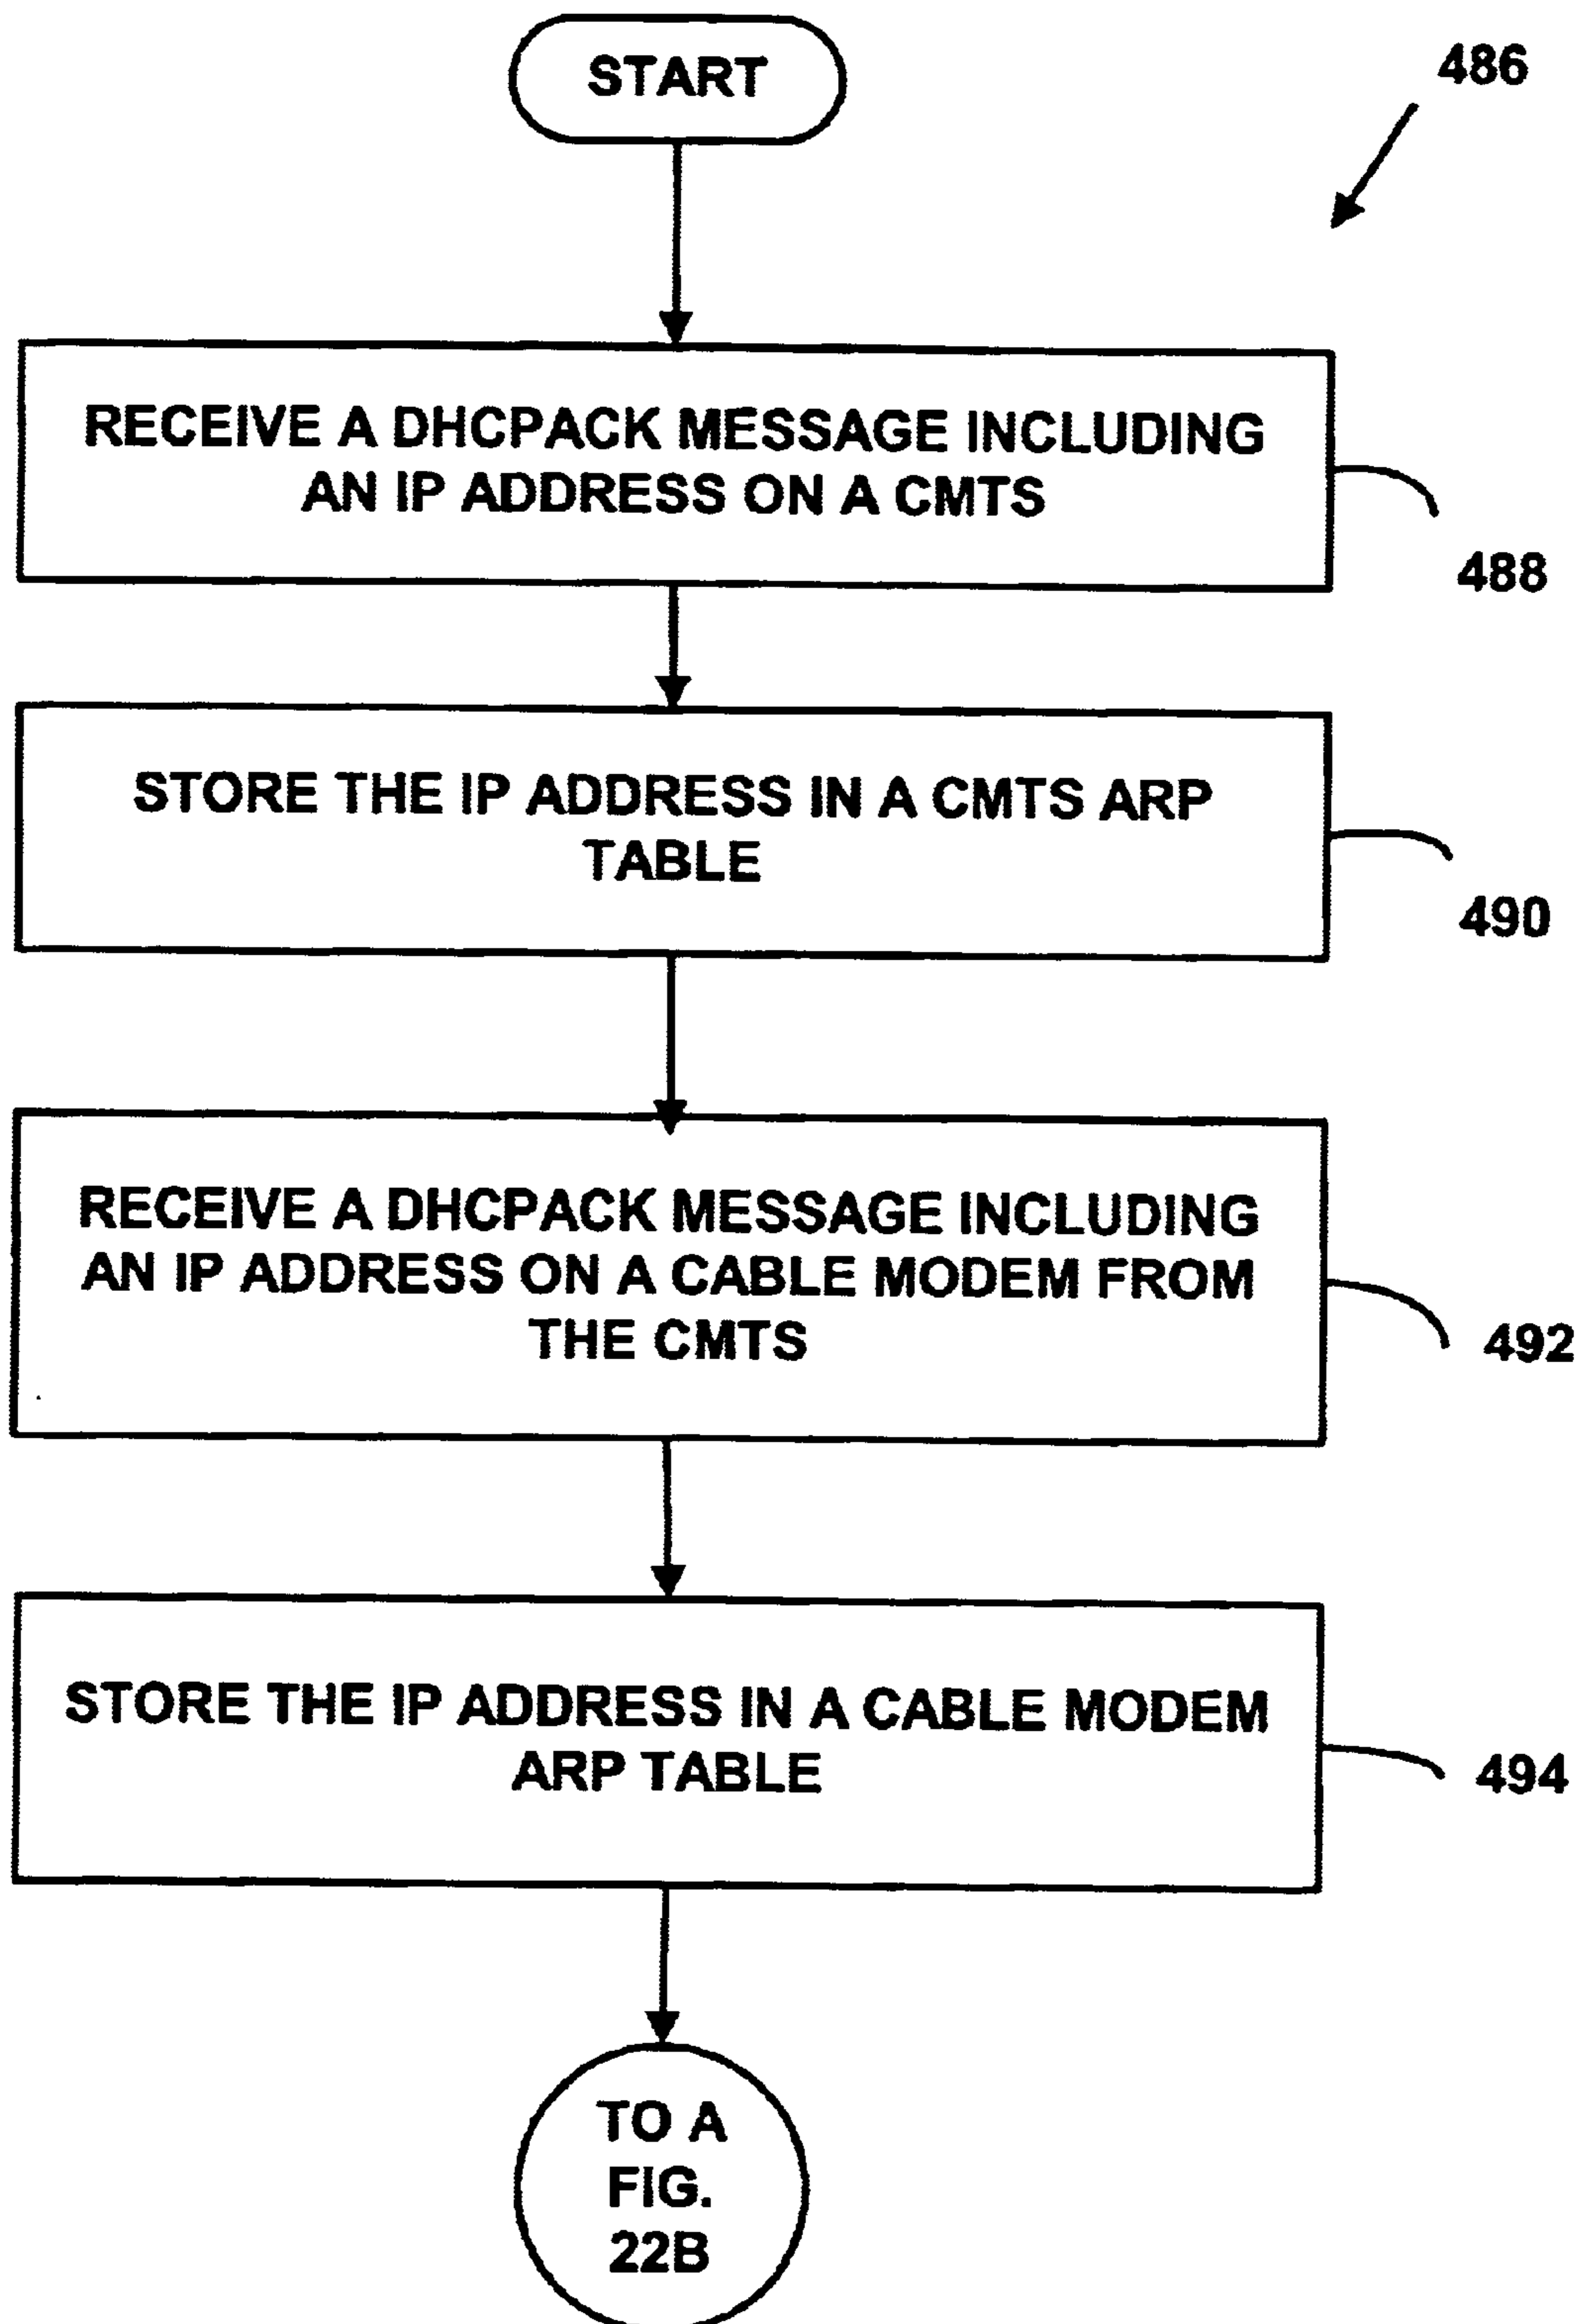 START
486
RECEIVE A DHCPACK MESSAGE INCLUDING
AN IP ADDRESS ON A CMTS
488
STORE THE IP ADDRESS IN A CMTS ARP
TABLE
490
RECEIVE A DHCPACK MESSAGE INCLUDING
AN IP ADDRESS ON A CABLE MODEM FROM
THE CMTS
492
STORE THE IP ADDRESS IN A CABLE MODEM
ARP TABLE
494
TO A
FIG.
22B